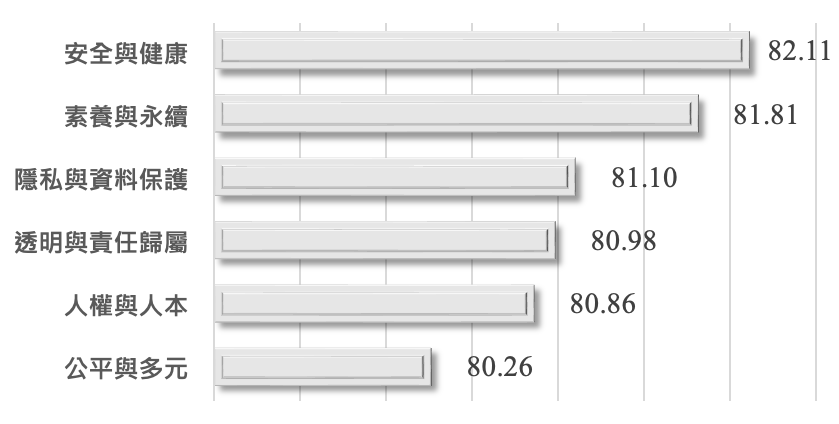 安全與健康 82.11
素養與永續 81.81
隱私與資料保護 81.10
透明與責任歸屬 80.98
人權與人本 80.86
公平與多元 80.26